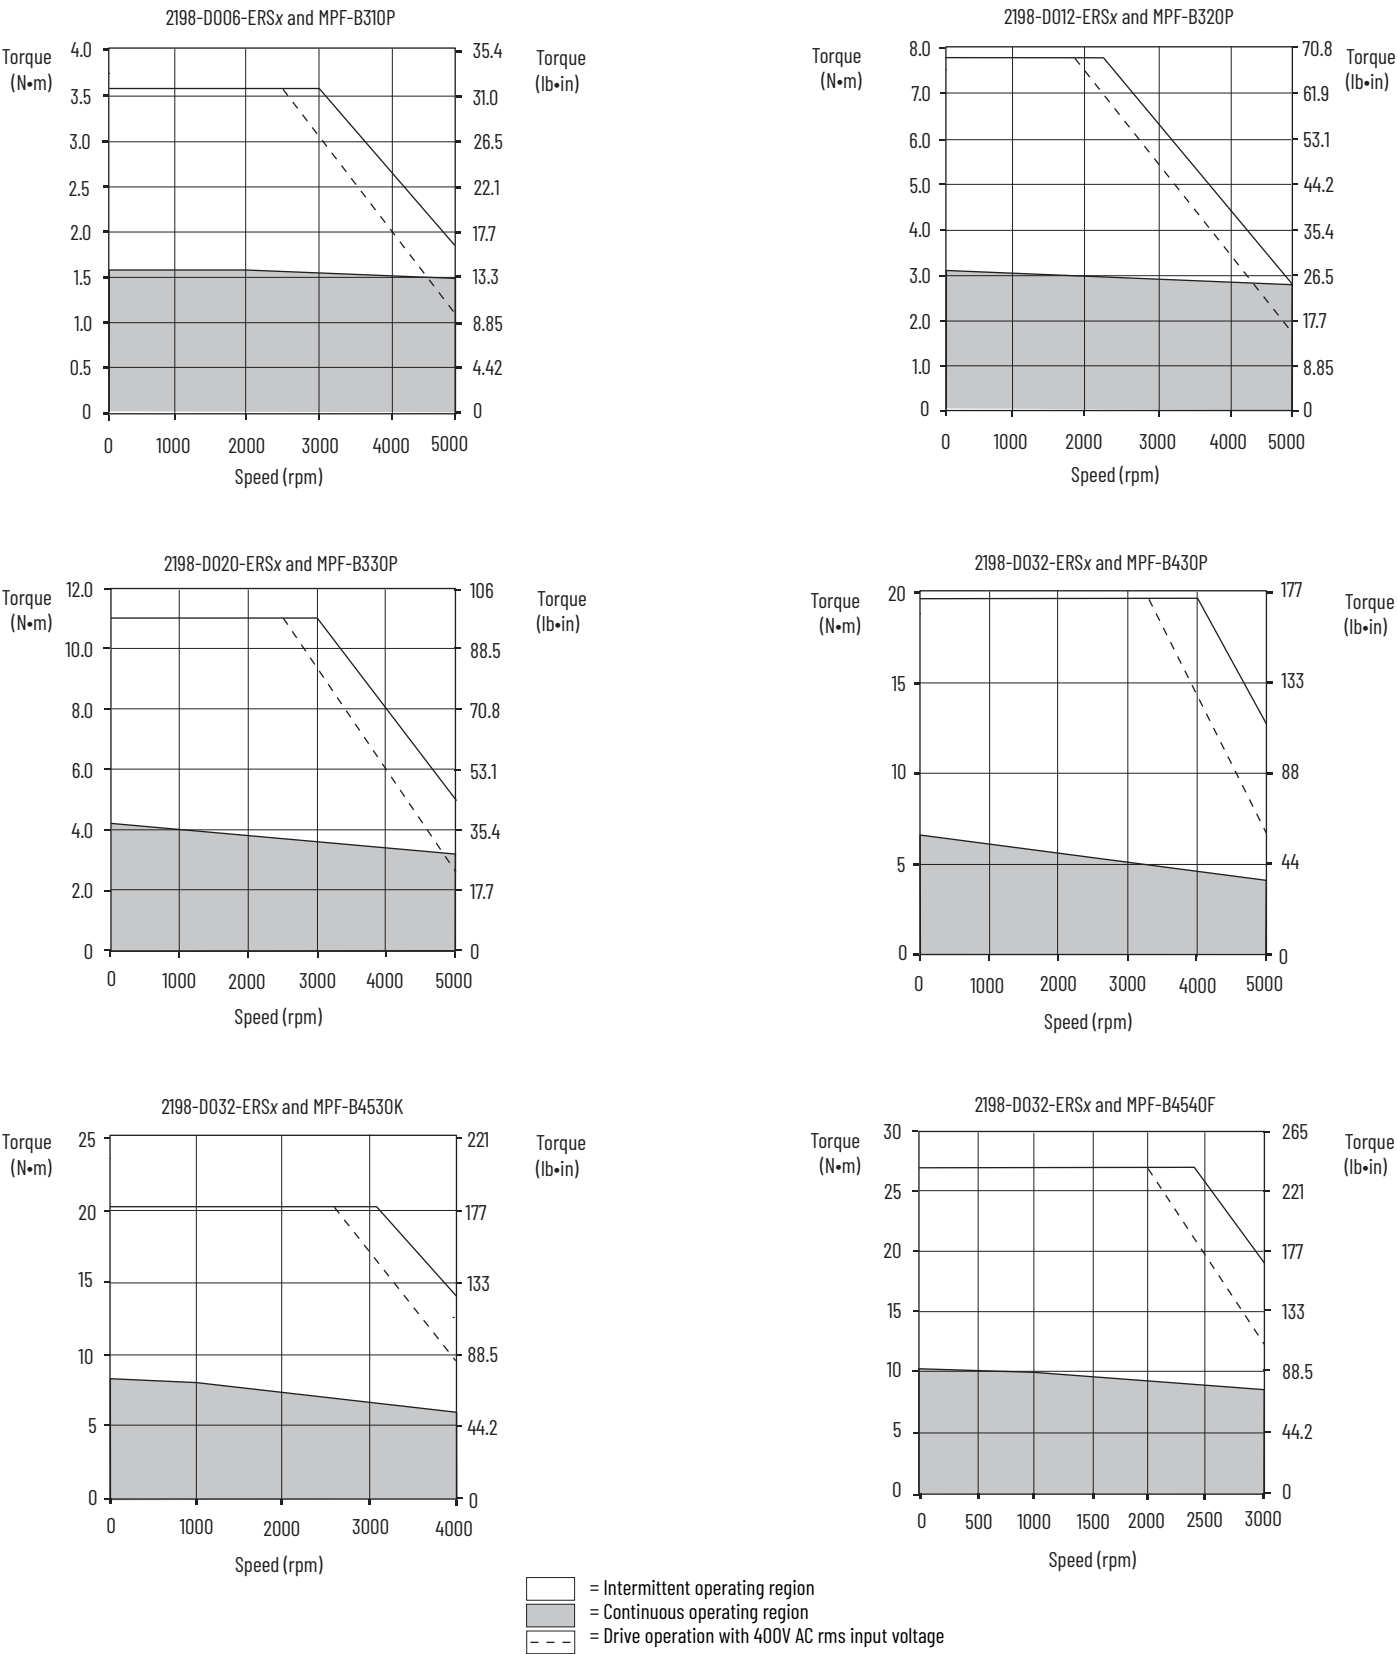 2198-D006-ERSx and MPF-B310P
Torque
(N•m)
4.0
3.5
3.0
2.5
2.0
1.5
1.0
0.5
0
35.4
31.0
26.5
22.1
17.7
13.3
8.85
4.42
0
Torque
(lb•in)
0 1000 2000 3000 4000 5000
Speed (rpm)
2198-D012-ERSx and MPF-B320P
Torque
(N•m)
8.0
7.0
6.0
5.0
4.0
3.0
2.0
1.0
0
70.8
61.9
53.1
44.2
35.4
26.5
17.7
8.85
0
Torque
(lb•in)
0 1000 2000 3000 4000 5000
Speed (rpm)
2198-D020-ERSx and MPF-B330P
Torque
(N•m)
12.0
10.0
8.0
6.0
4.0
2.0
0
106
88.5
70.8
53.1
35.4
17.7
0
Torque
(lb•in)
0 1000 2000 3000 4000 5000
Speed (rpm)
2198-D032-ERSx and MPF-B430P
Torque
(N•m)
20
15
10
5
0
177
133
88
44
0
Torque
(lb•in)
0 1000 2000 3000 4000 5000
Speed (rpm)
2198-D032-ERSx and MPF-B4530K
Torque
(N•m)
25
20
15
10
5
0
221
177
133
88.5
44.2
0
Torque
(lb•in)
0 1000 2000 3000 4000
Speed (rpm)
2198-D032-ERSx and MPF-B4540F
Torque
(N•m)
30
25
20
15
10
5
0
265
221
177
133
88.5
44.2
0
Torque
(lb•in)
0 500 1000 1500 2000 2500 3000
Speed (rpm)
= Intermittent operating region
= Continuous operating region
= Drive operation with 400V AC rms input voltage